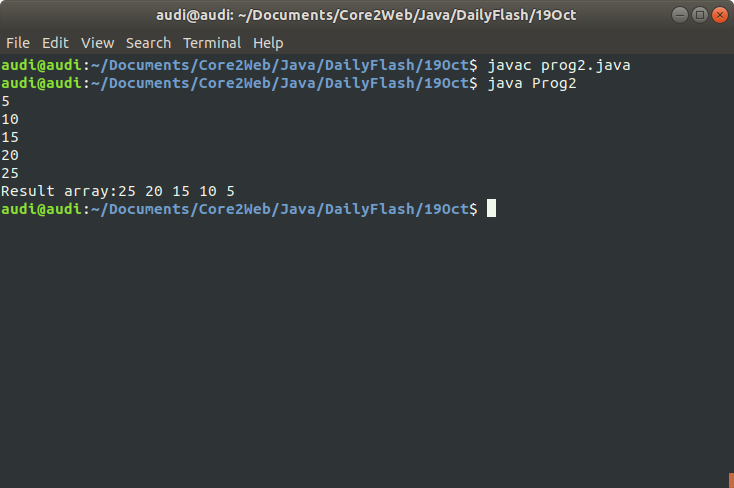 audi@audi: ~/Documents/Core2Web/Java/DailyFlash/19Oct
File Edit View Search Terminal Help
audi@audi:~/Documents/Core2Web/Java/DailyFlash/19Oct$ javac prog2.java
audi@audi:~/Documents/Core2Web/Java/DailyFlash/19Oct$ java Prog2
5
10
15
20
25
Result array:25 20 15 10 5
audi@audi:~/Documents/Core2Web/Java/DailyFlash/19Oct$